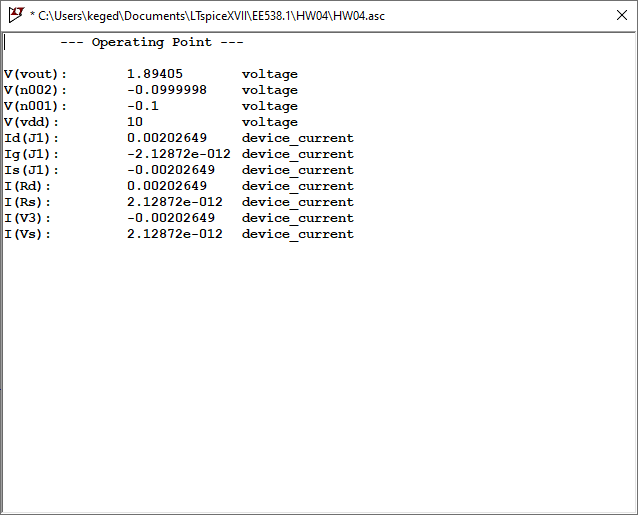 * C:\Users\keged\Documents\LTspiceXVII\EE538.1\HW04\HW04.asc
--- Operating Point ---
V(vout): 1.89405 voltage
V(n002): -0.0999998 voltage
V(n001): -0.1 voltage
V(vdd): 10 voltage
Id(J1): 0.00202649 device_current
Ig(J1): -2.12872e-012 device_current
Is(J1): -0.00202649 device_current
I(Rd): 0.00202649 device_current
I(Rs): 2.12872e-012 device_current
I(V3): -0.00202649 device_current
I(Vs): 2.12872e-012 device_current